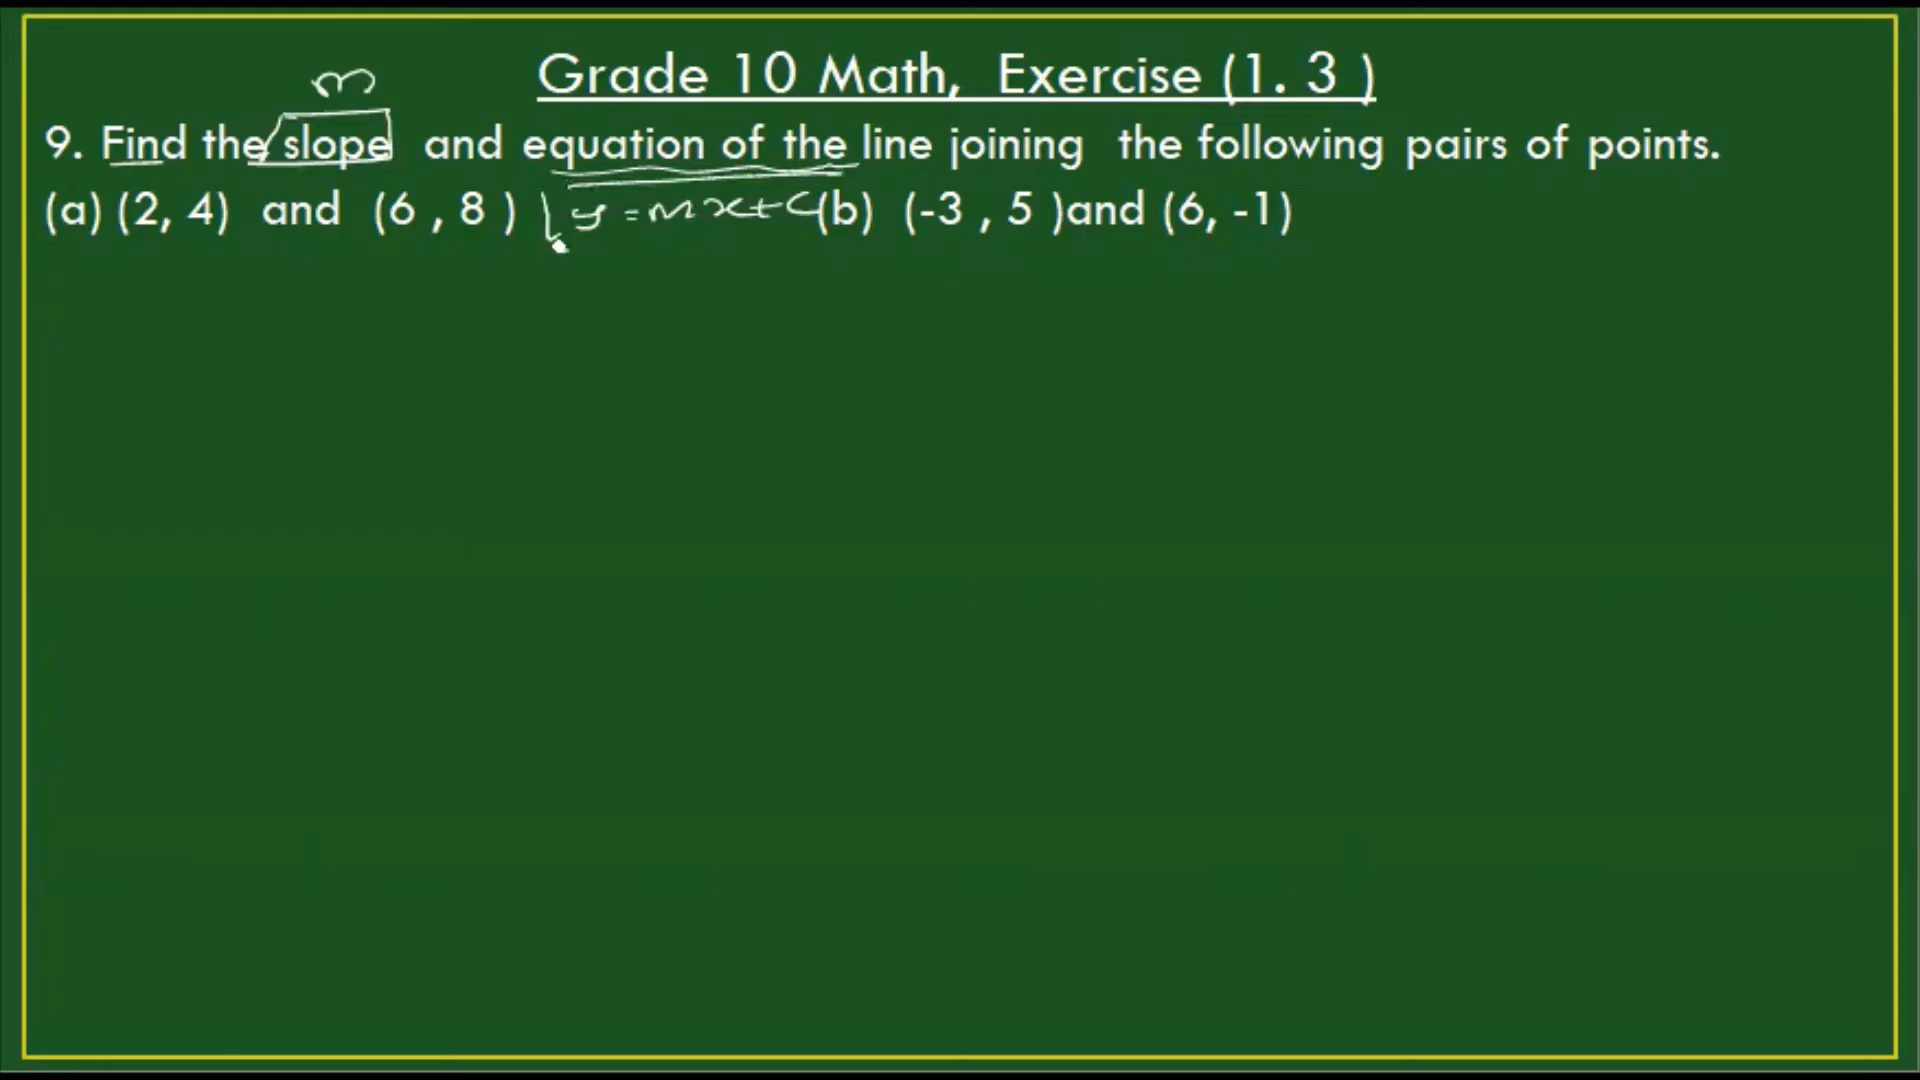 Grade 10 Math, Exercise (1. 3 )
m
9. Find the slope and equation of the line joining the following pairs of points.
(a) (2, 4) and (6 , 8 ) y = mx+c (b) (-3 , 5 )and (6, -1)